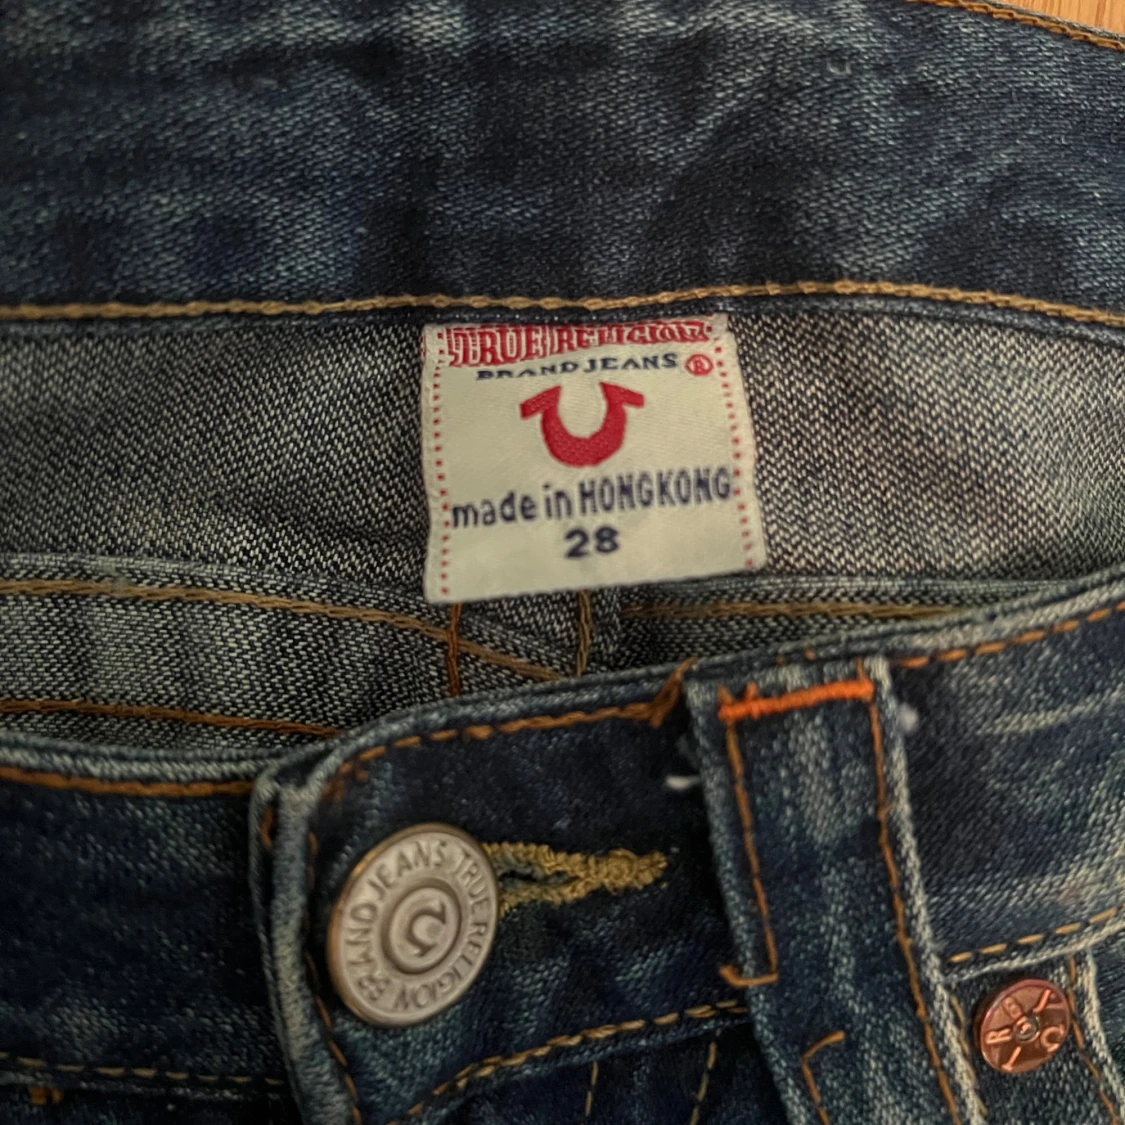 TRUE RELIGION
BRAND JEANS ®
made in HONGKONG
28
TRUE RELIGION BRAND JEANS